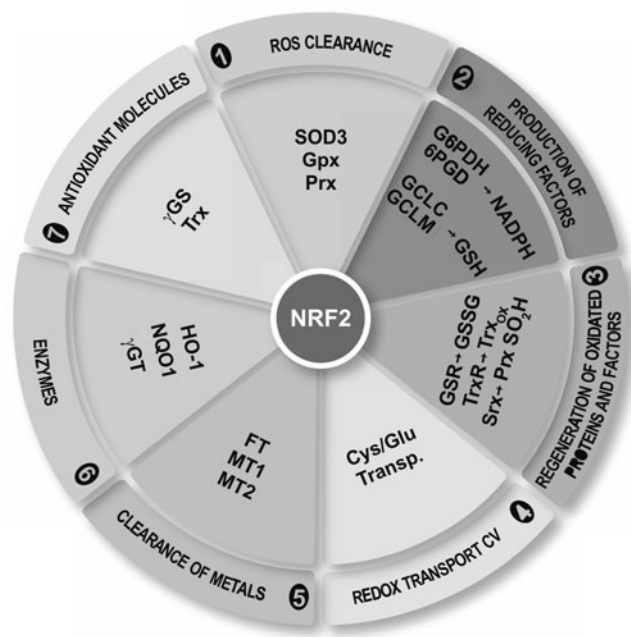 1 ROS CLEARANCE
SOD3
Gpx
Prx
2 PRODUCTION OF
REDUCING FACTORS
G6PDH
6PGD → NADPH
GCLC
GCLM → GSH
3 REGENERATION OF OXIDATED
PROTEINS AND FACTORS
GSR→ GSSG
TrxR→ Trxox
Srx→ Prx SO2H
4 REDOX TRANSPORT CV
Cys/Glu
Transp.
5 CLEARANCE OF METALS
FT
MT1
MT2
6 ENZYMES
HO-1
NQO1
γGT
7 ANTIOXIDANT MOLECULES
γGS
Trx
NRF2